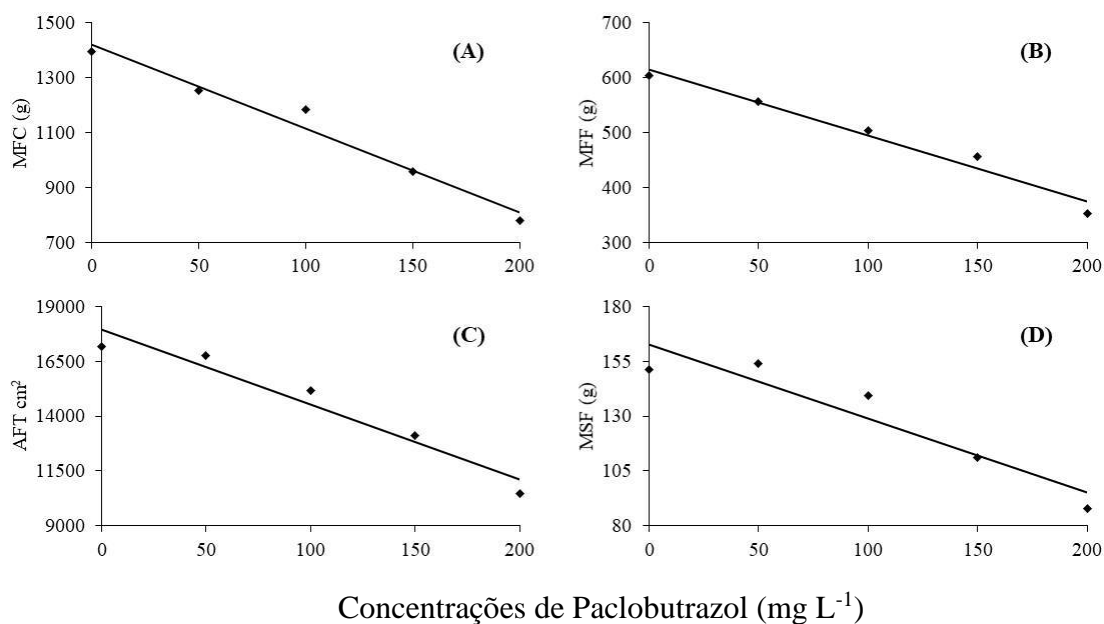 1500
1300
1100
900
700
MFC (g)
(A)
0 50 100 150 200
700
600
500
400
300
MFF (g)
(B)
0 50 100 150 200
19000
16500
14000
11500
9000
AFT cm²
(C)
0 50 100 150 200
180
155
130
105
80
MSF (g)
(D)
0 50 100 150 200
Concentrações de Paclobutrazol (mg L⁻¹)